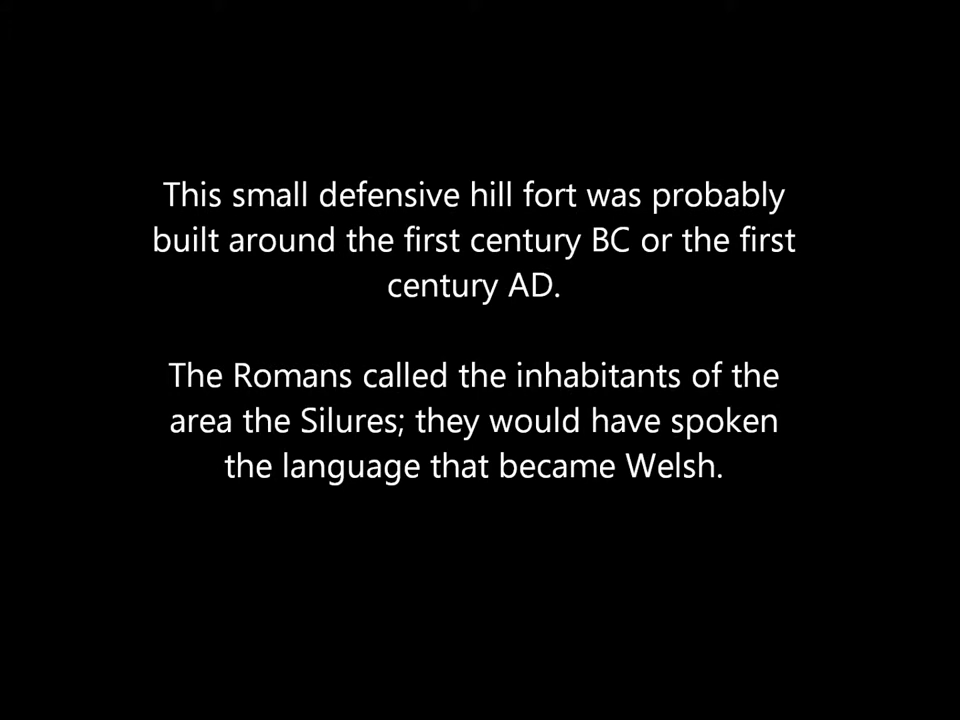 This small defensive hill fort was probably
built around the first century BC or the first
century AD.
The Romans called the inhabitants of the
area the Silures; they would have spoken
the language that became Welsh.